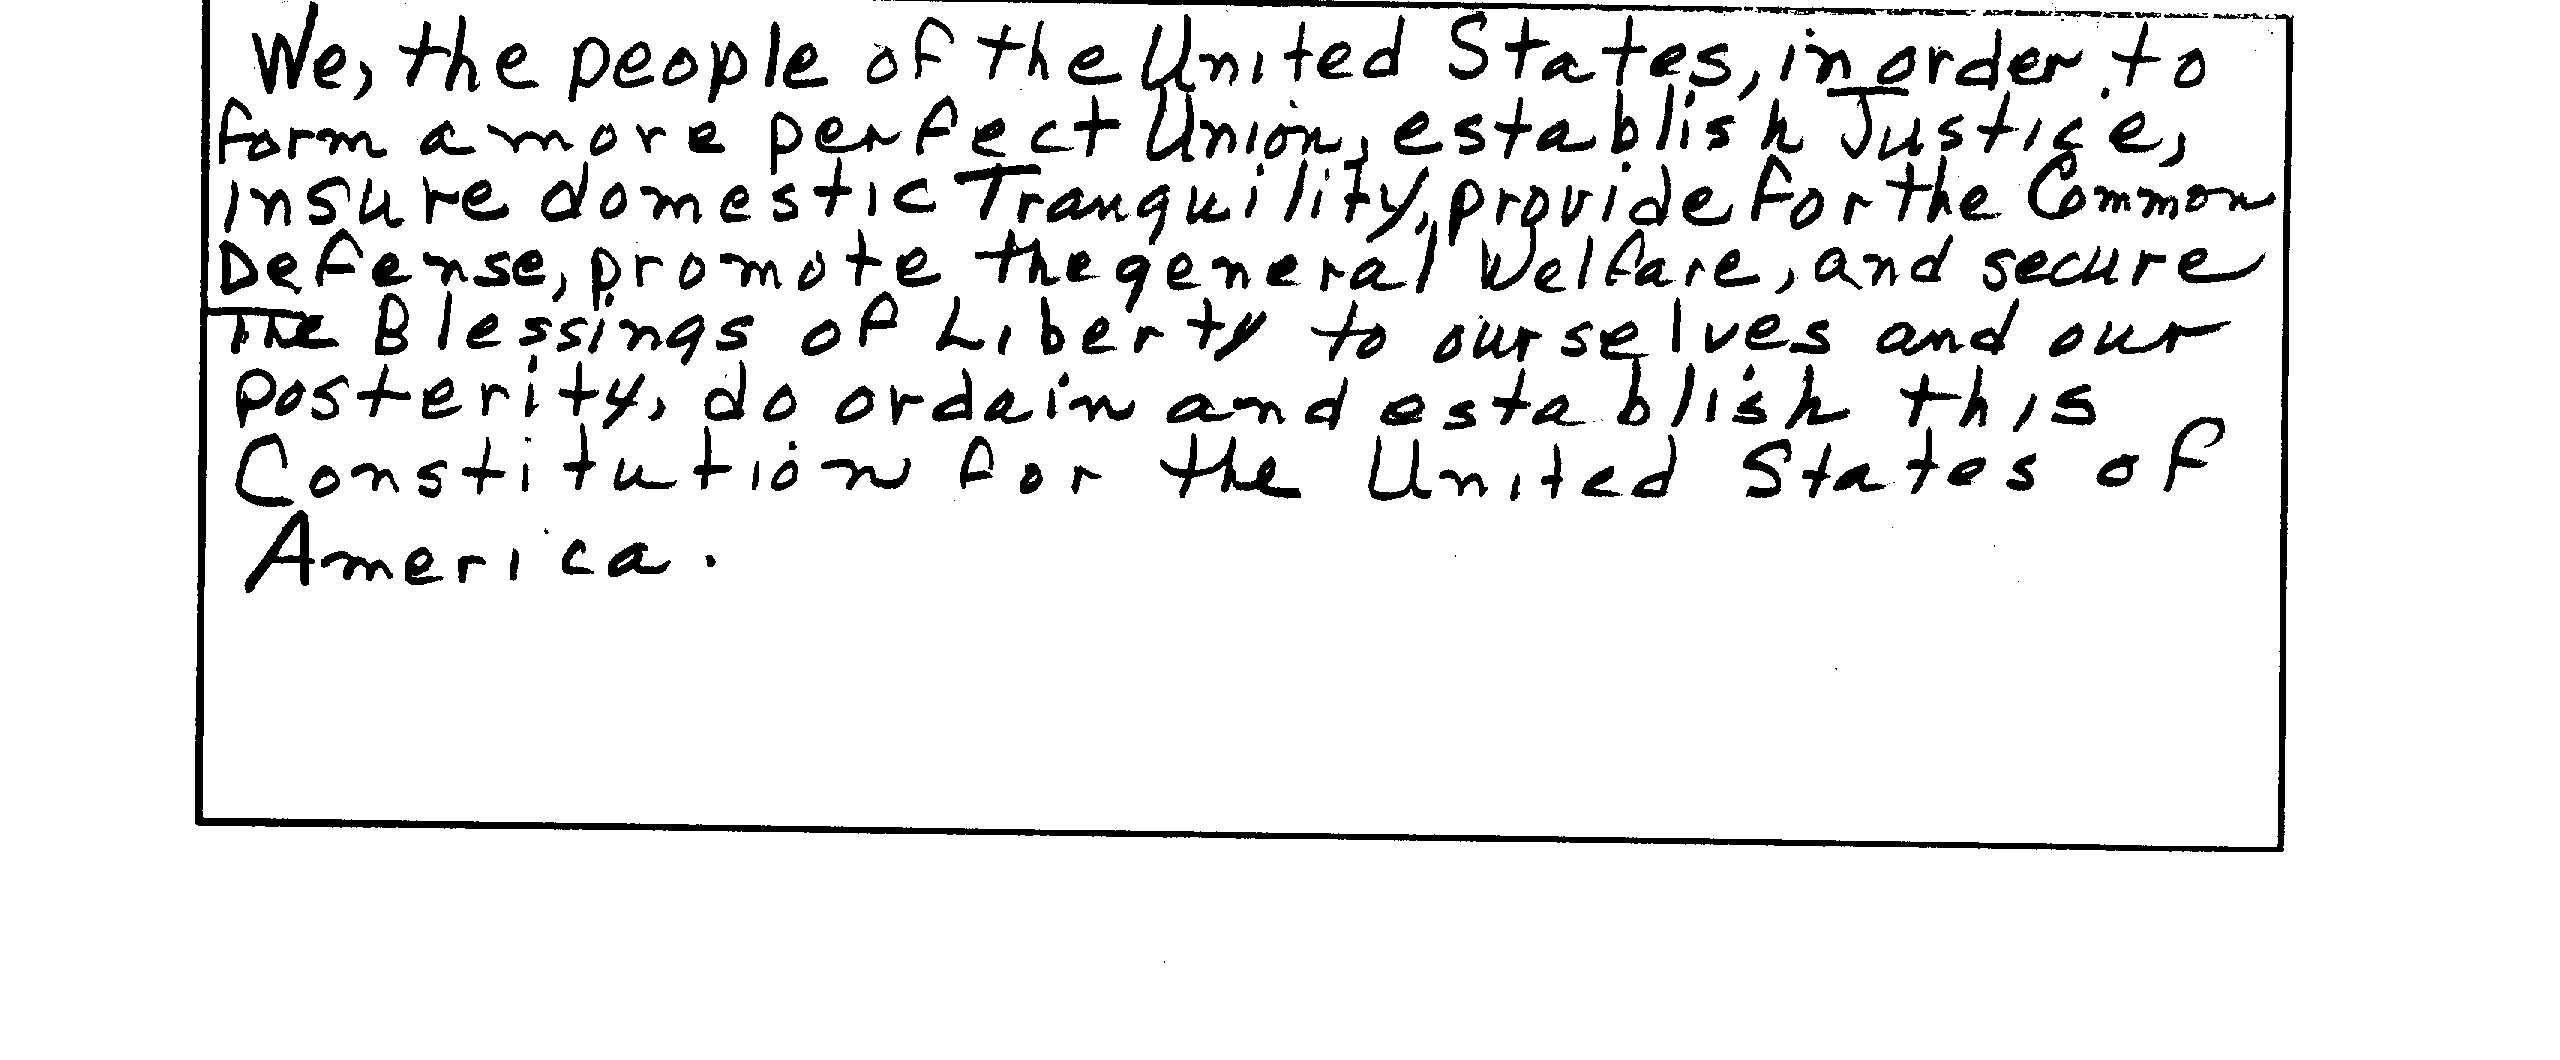 We, the people of the United States, in order to
form a more perfect Union, establish Justice,
insure domestic Tranquility, provide for the Common
Defense, promote the general Welfare, and secure
The Blessings of Liberty to ourselves and our
posterity, do ordain and establish this
Constitution for the United States of
America.